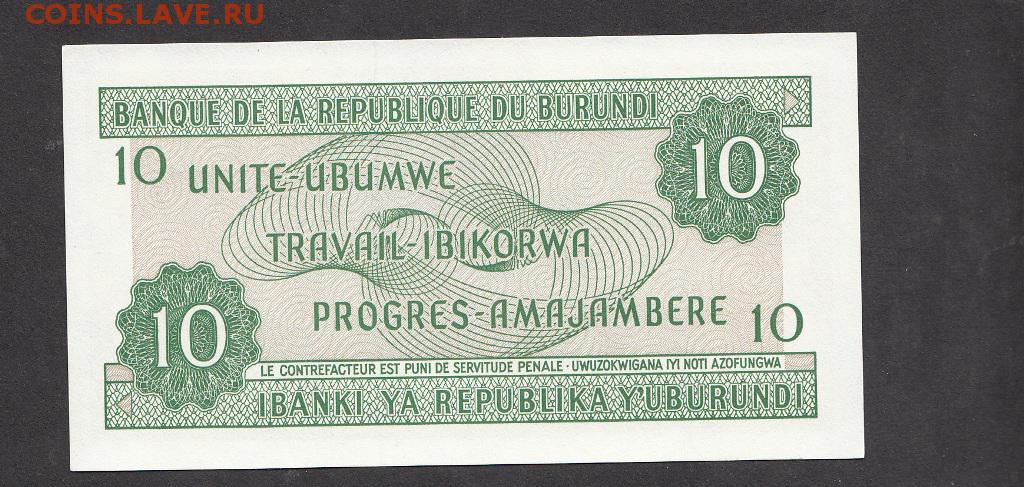 COINS.LAVE.RU
BANQUE DE LA REPUBLIQUE DU BURUNDI
10
10 UNITE-UBUMWE
TRAVAIL-IBIKORWA
PROGRES-AMAJAMBERE 10
10
LE CONTREFACTEUR EST PUNI DE SERVITUDE PENALE · UWUZOKWIGANA IYI NOTI AZOFUNGWA
IBANKI YA REPUBLIKA Y'UBURUNDI